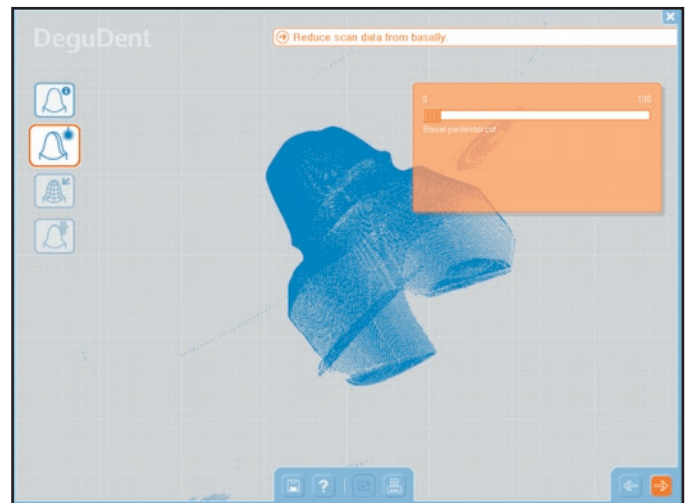 DeguDent
Reduce scan data from basally.
0 100
Basal pedestal cut
?